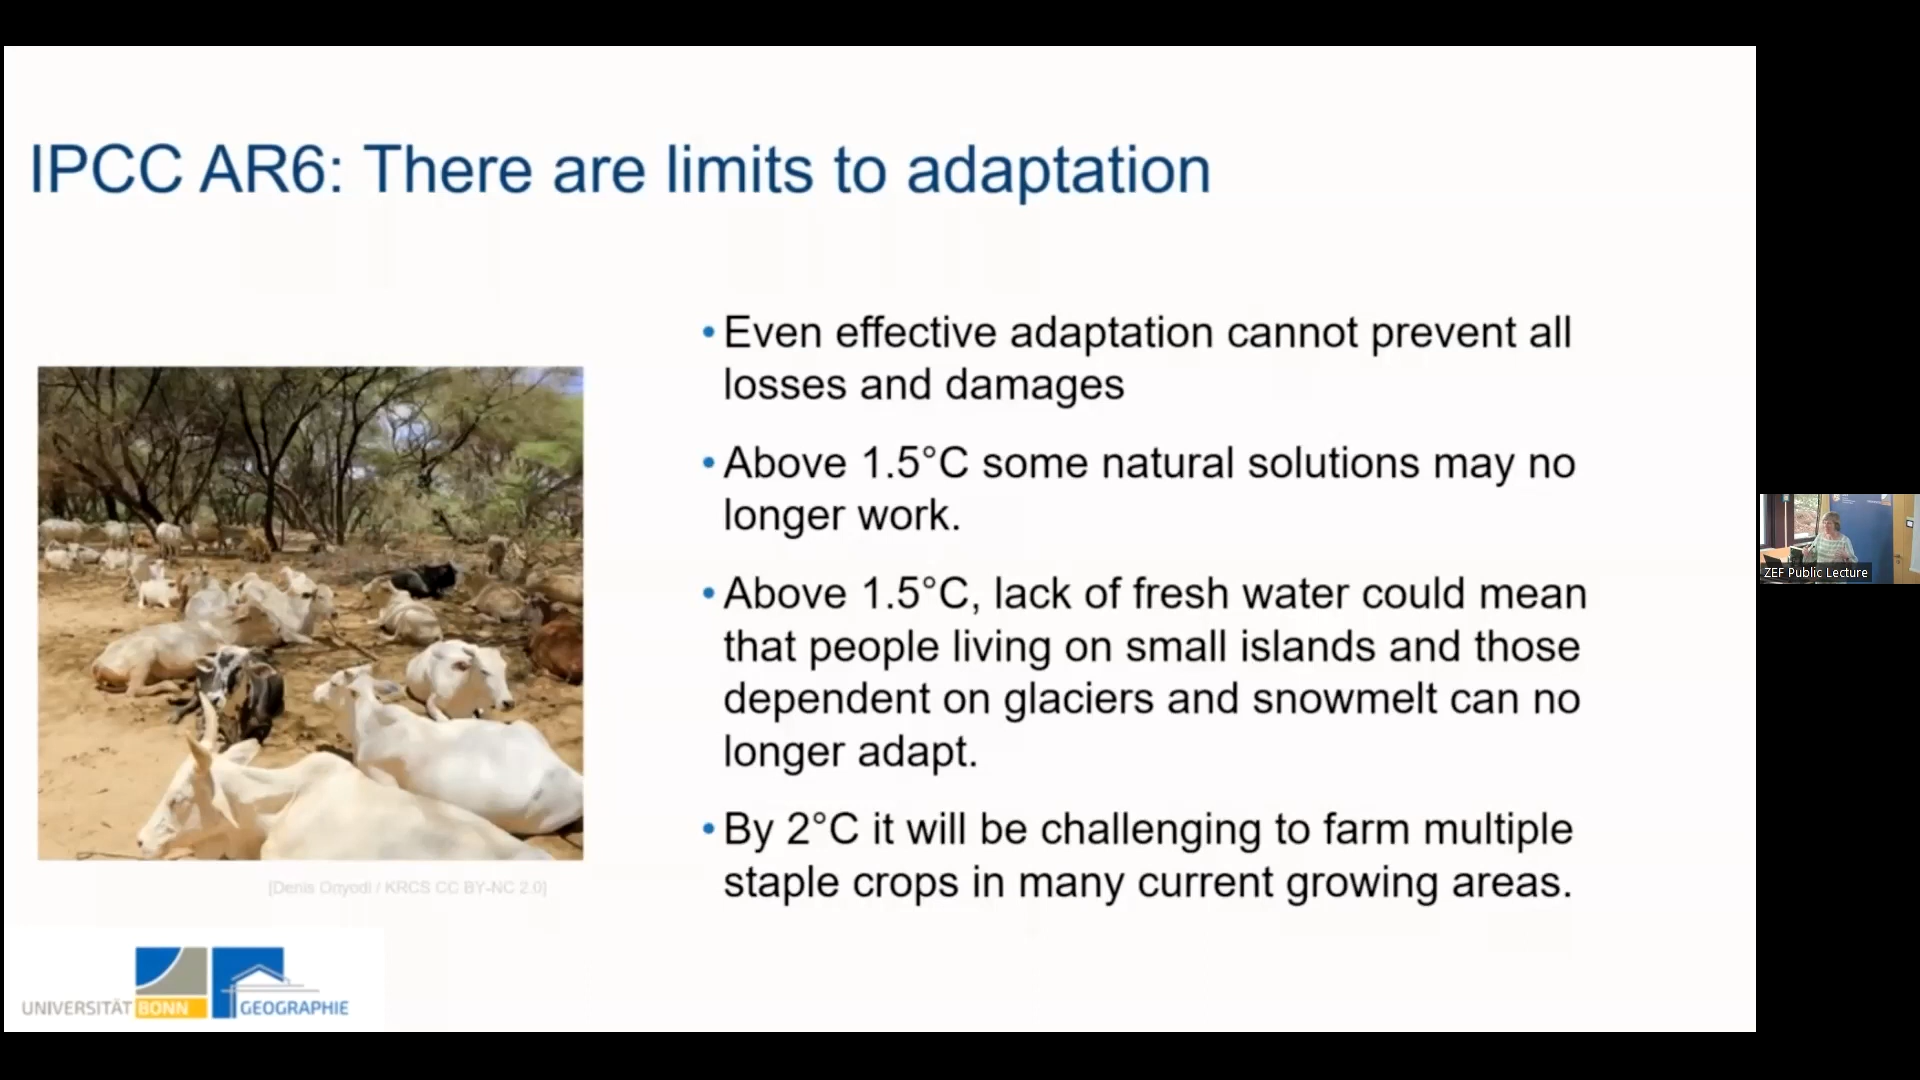 IPCC AR6: There are limits to adaptation
• Even effective adaptation cannot prevent all
losses and damages
• Above 1.5°C some natural solutions may no
longer work.
• Above 1.5°C, lack of fresh water could mean
that people living on small islands and those
dependent on glaciers and snowmelt can no
longer adapt.
• By 2°C it will be challenging to farm multiple
staple crops in many current growing areas.
[Denis Onyodi / KRCS CC BY-NC 2.0]
UNIVERSITÄT BONN
GEOGRAPHIE
ZEF Public Lecture